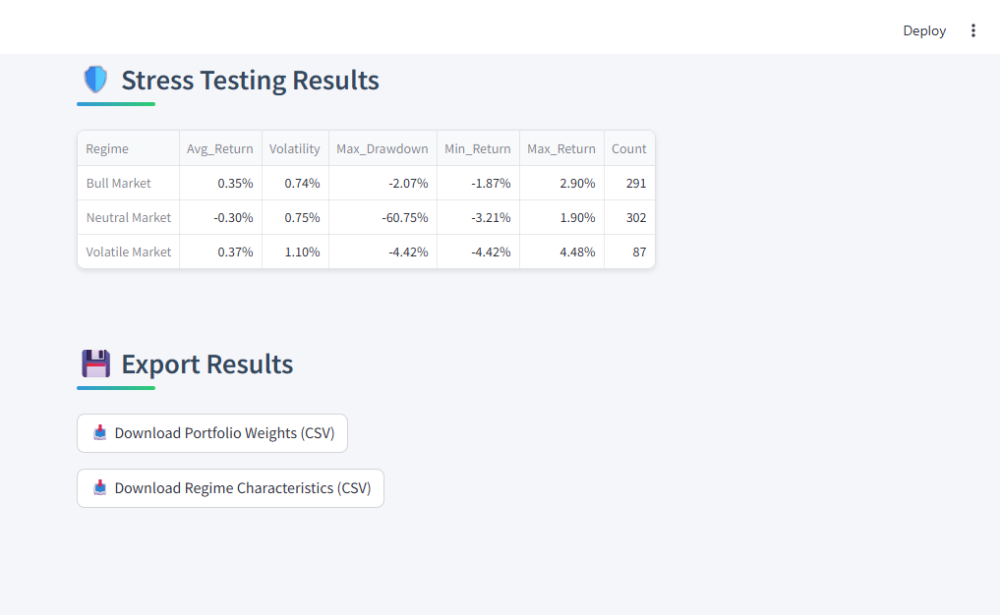 Deploy
Stress Testing Results
Regime Avg_Return Volatility Max_Drawdown Min_Return Max_Return Count
Bull Market 0.35% 0.74% -2.07% -1.87% 2.90% 291
Neutral Market -0.30% 0.75% -60.75% -3.21% 1.90% 302
Volatile Market 0.37% 1.10% -4.42% -4.42% 4.48% 87
Export Results
Download Portfolio Weights (CSV)
Download Regime Characteristics (CSV)